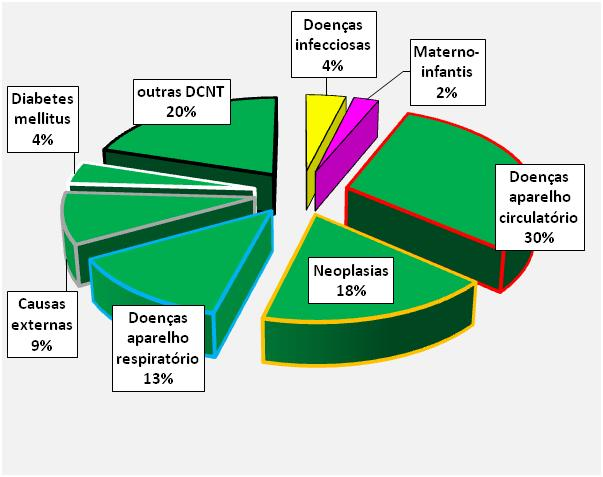 Doenças
infecciosas
4%
Materno-
infantis
2%
Doenças
aparelho
circulatório
30%
Neoplasias
18%
Doenças
aparelho
respiratório
13%
Causas
externas
9%
Diabetes
mellitus
4%
outras DCNT
20%